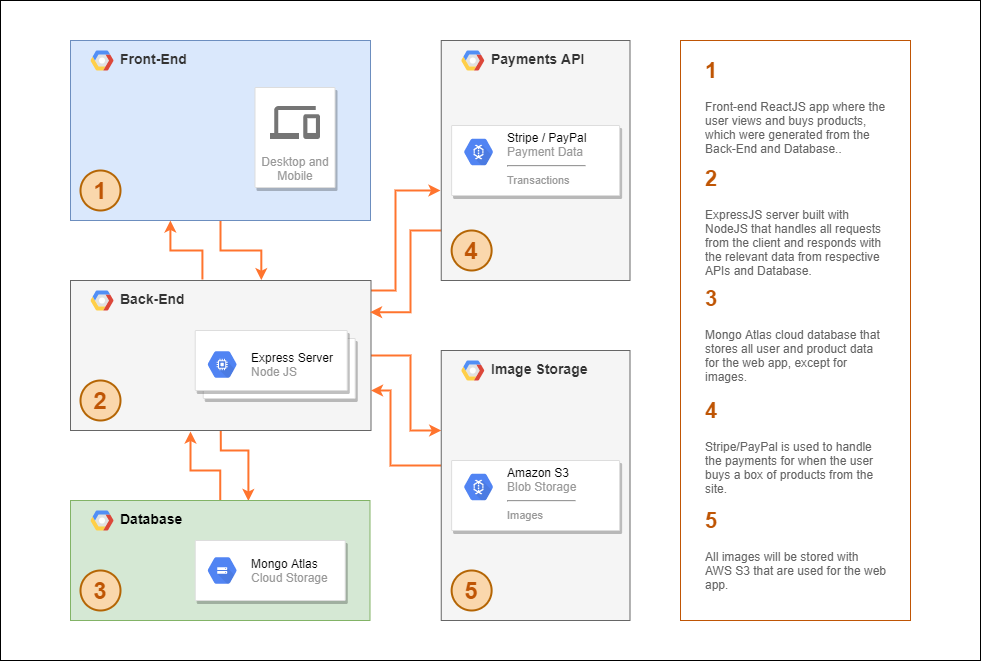 Front-End
Desktop and
Mobile
1
Payments API
Stripe / PayPal
Payment Data
Transactions
4
Back-End
Express Server
Node JS
2
Image Storage
Amazon S3
Blob Storage
Images
5
Database
Mongo Atlas
Cloud Storage
3
1
Front-end ReactJS app where the
user views and buys products,
which were generated from the
Back-End and Database..
2
ExpressJS server built with
NodeJS that handles all requests
from the client and responds with
the relevant data from respective
APIs and Database.
3
Mongo Atlas cloud database that
stores all user and product data
for the web app, except for
images.
4
Stripe/PayPal is used to handle
the payments for when the user
buys a box of products from the
site.
5
All images will be stored with
AWS S3 that are used for the web
app.